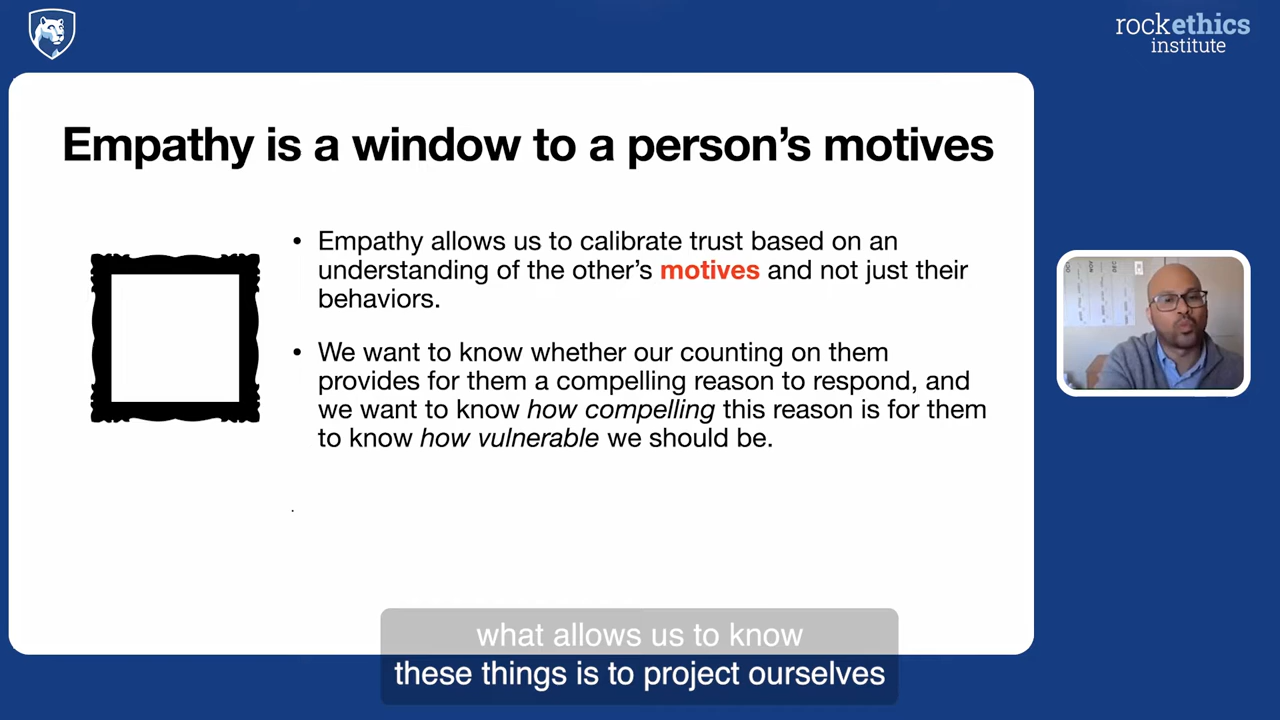 rockethics
institute
Empathy is a window to a person's motives
• Empathy allows us to calibrate trust based on an
understanding of the other's motives and not just their
behaviors.
• We want to know whether our counting on them
provides for them a compelling reason to respond, and
we want to know how compelling this reason is for them
to know how vulnerable we should be.
what allows us to know
these things is to project ourselves